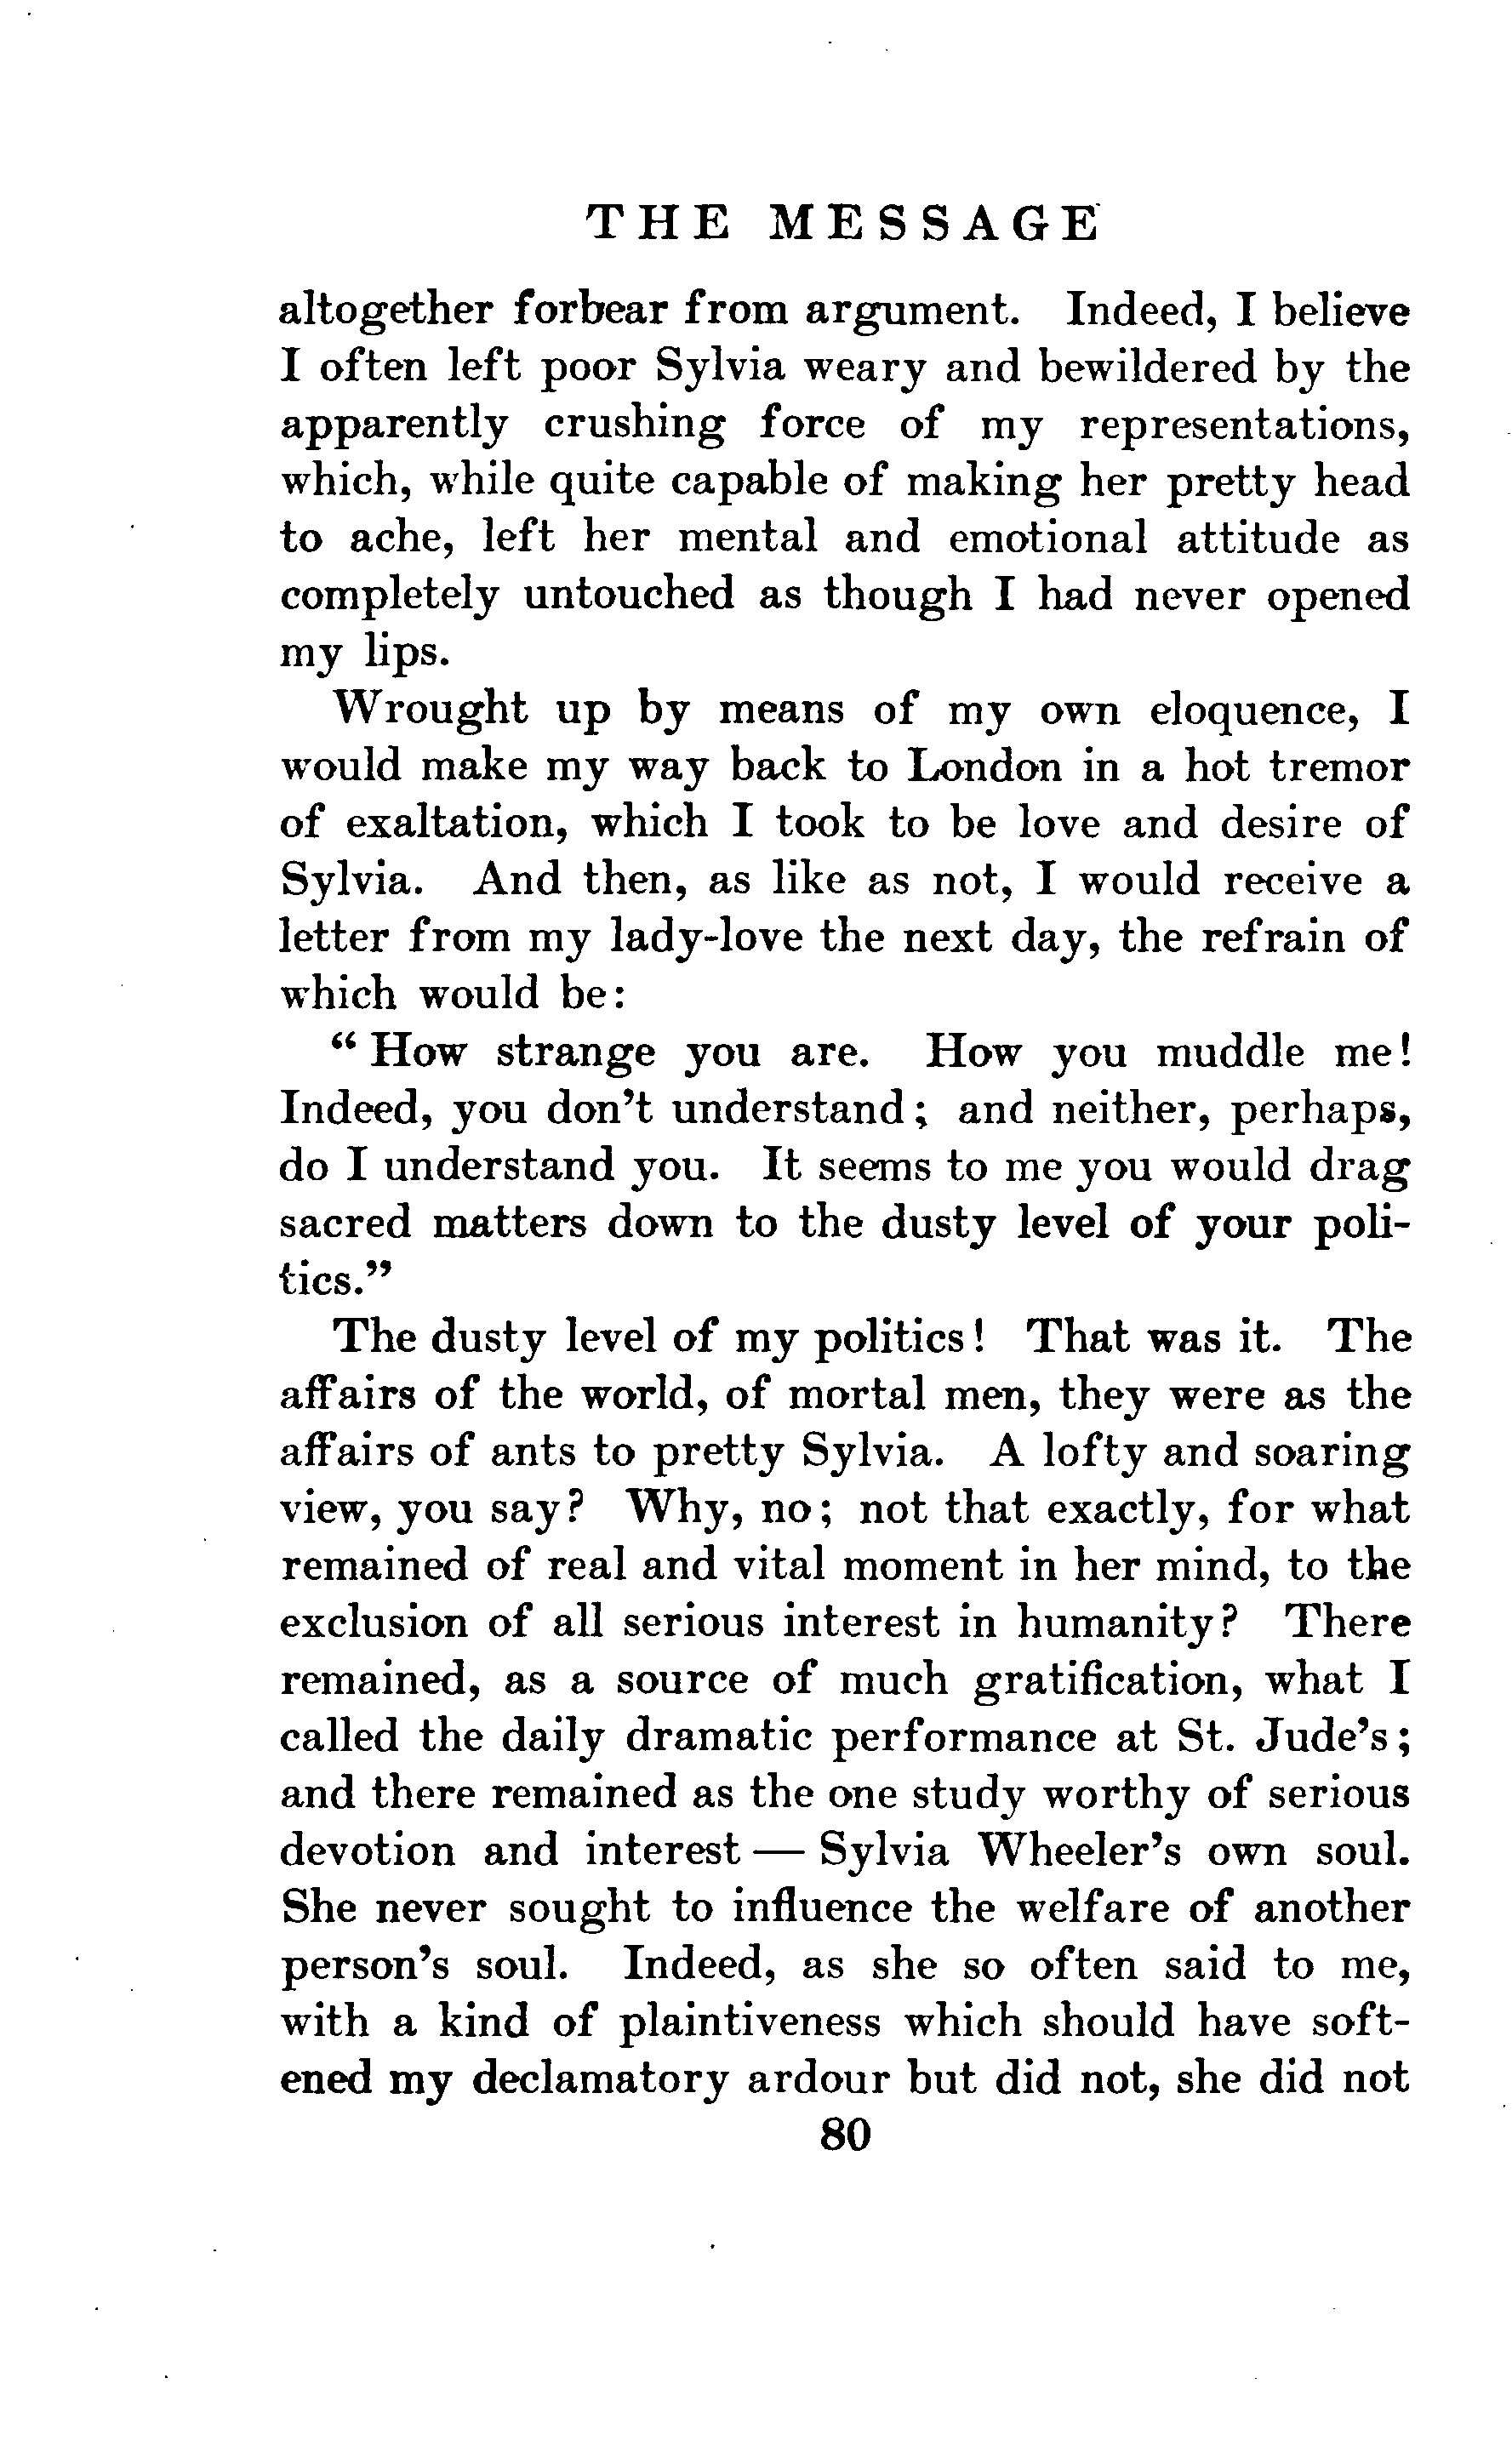 THE MESSAGE
altogether forbear from argument. Indeed, I believe
I often left poor Sylvia weary and bewildered by the
apparently crushing force of my representations,
which, while quite capable of making her pretty head
to ache, left her mental and emotional attitude as
completely untouched as though I had never opened
my lips.
Wrought up by means of my own eloquence, I
would make my way back to London in a hot tremor
of exaltation, which I took to be love and desire of
Sylvia. And then, as like as not, I would receive a
letter from my lady-love the next day, the refrain of
which would be:
" How strange you are. How you muddle me!
Indeed, you don't understand; and neither, perhaps,
do I understand you. It seems to me you would drag
sacred matters down to the dusty level of your poli-
tics."
The dusty level of my politics! That was it. The
affairs of the world, of mortal men, they were as the
affairs of ants to pretty Sylvia. A lofty and soaring
view, you say? Why, no; not that exactly, for what
remained of real and vital moment in her mind, to the
exclusion of all serious interest in humanity? There
remained, as a source of much gratification, what I
called the daily dramatic performance at St. Jude's;
and there remained as the one study worthy of serious
devotion and interest — Sylvia Wheeler's own soul.
She never sought to influence the welfare of another
person's soul. Indeed, as she so often said to me,
with a kind of plaintiveness which should have soft-
ened my declamatory ardour but did not, she did not
80